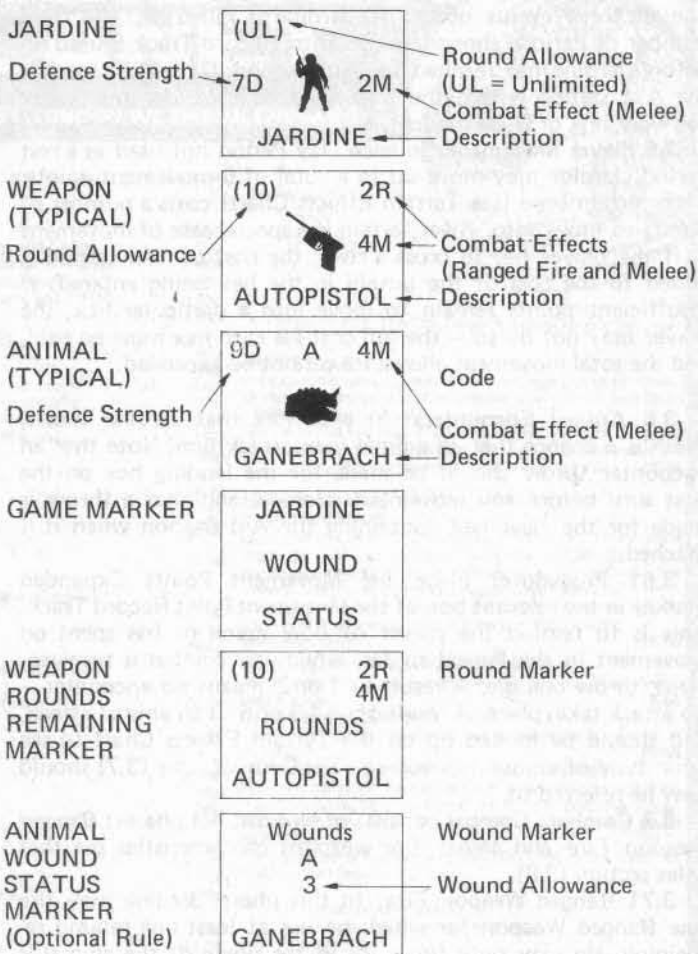 JARDINE (UL) Round Allowance
Defence Strength 7D 2M (UL = Unlimited)
Combat Effect (Melee)
JARDINE Description
WEAPON (10) 2R
(TYPICAL)
Round Allowance 4M Combat Effects
(Ranged Fire and Melee)
AUTOPISTOL Description
ANIMAL 9D A 4M
(TYPICAL) Code
Defence Strength Combat Effect (Melee)
GANEBRACH Description
GAME MARKER JARDINE
WOUND
STATUS
WEAPON (10) 2R Round Marker
ROUNDS 4M
REMAINING ROUNDS
MARKER
AUTOPISTOL
ANIMAL Wounds Wound Marker
WOUND A
STATUS 3 Wound Allowance
MARKER
(Optional Rule) GANEBRACH